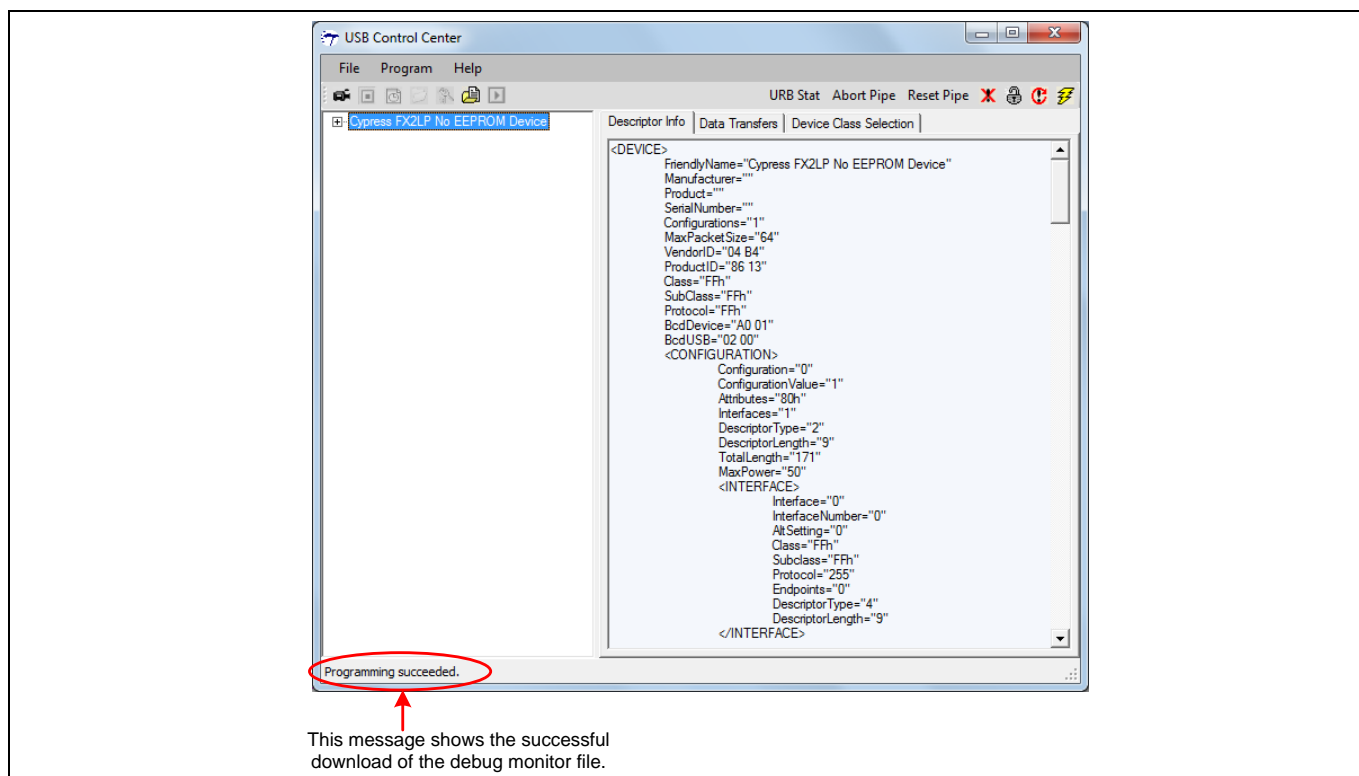 USB Control Center
File Program Help
URB Stat Abort Pipe Reset Pipe
Cypress FX2LP No EEPROM Device
Descriptor Info Data Transfers Device Class Selection
<DEVICE>
FriendlyName="Cypress FX2LP No EEPROM Device"
Manufacturer=""
Product=""
SerialNumber=""
Configurations="1"
MaxPacketSize="64"
VendorID="04 B4"
ProductID="86 13"
Class="FFh"
SubClass="FFh"
Protocol="FFh"
BcdDevice="A0 01"
BcdUSB="02 00"
<CONFIGURATION>
Configuration="0"
ConfigurationValue="1"
Attributes="80h"
Interfaces="1"
DescriptorType="2"
DescriptorLength="9"
TotalLength="171"
MaxPower="50"
<INTERFACE>
Interface="0"
InterfaceNumber="0"
AltSetting="0"
Class="FFh"
Subclass="FFh"
Protocol="255"
Endpoints="0"
DescriptorType="4"
DescriptorLength="9"
</INTERFACE>
Programming succeeded.
This message shows the successful
download of the debug monitor file.